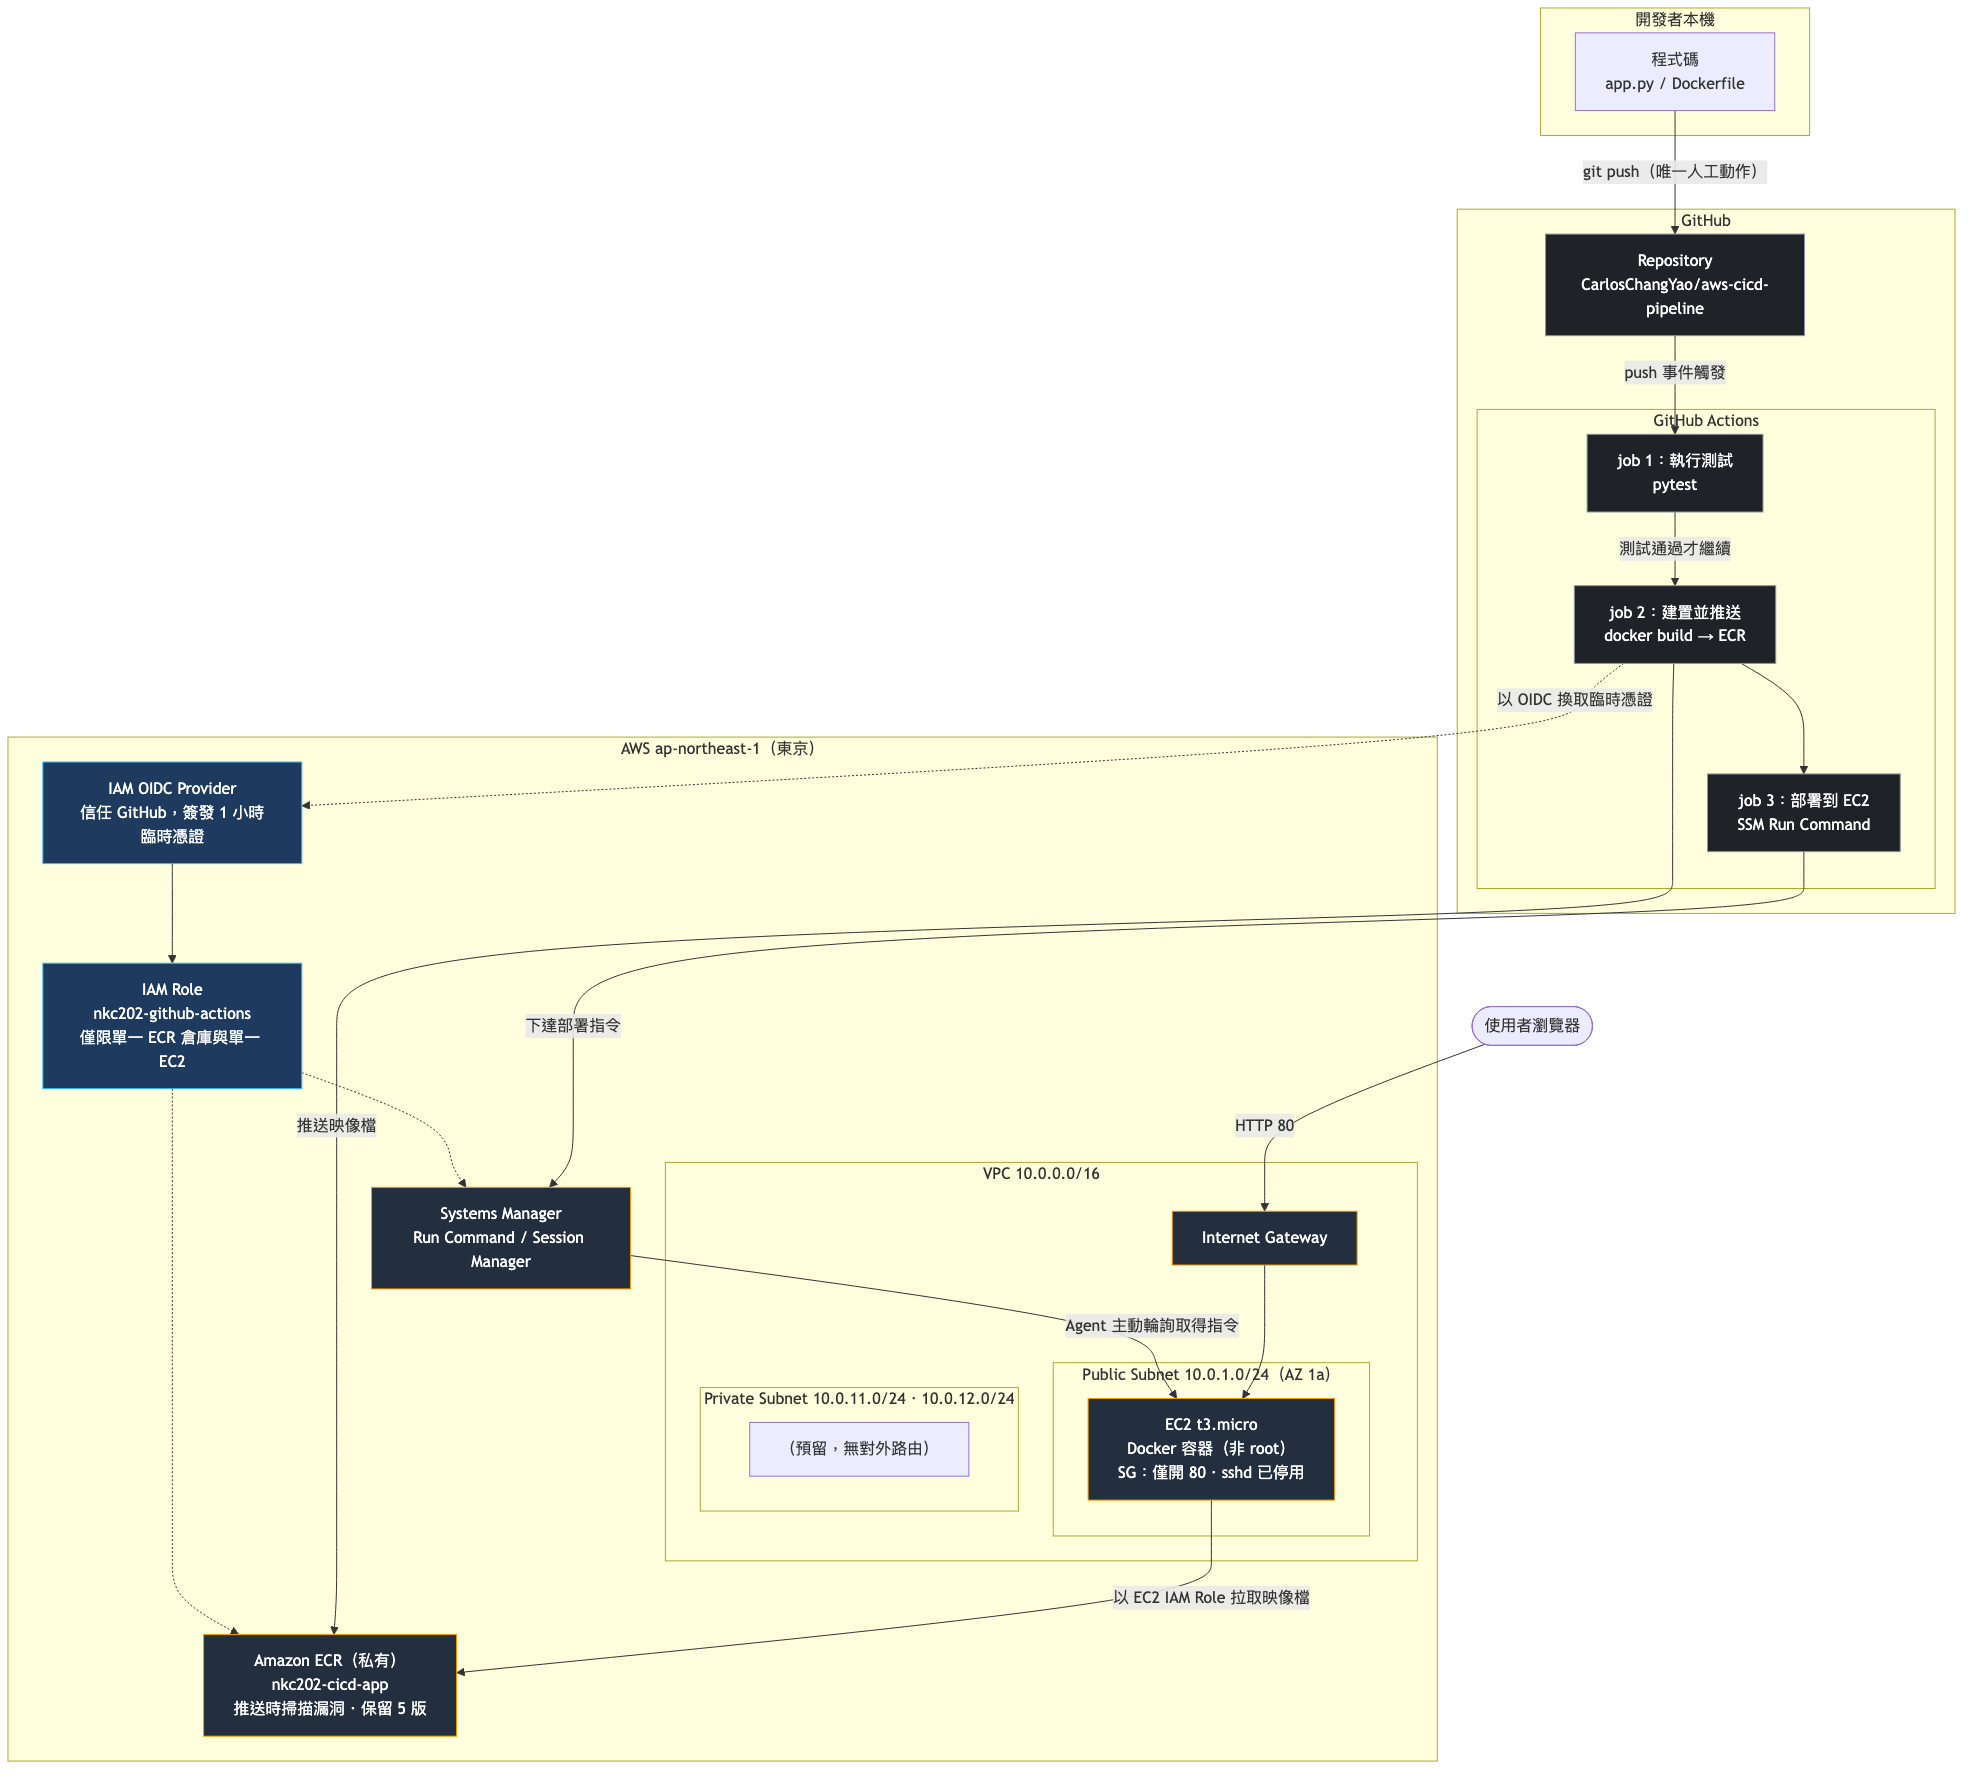 開發者本機
程式碼
app.py / Dockerfile
git push（唯一人工動作）
GitHub
Repository
CarlosChangYao/aws-cicd-
pipeline
push 事件觸發
GitHub Actions
job 1：執行測試
pytest
測試通過才繼續
job 2：建置並推送
docker build → ECR
以 OIDC 換取臨時憑證
job 3：部署到 EC2
SSM Run Command
AWS ap-northeast-1（東京）
IAM OIDC Provider
信任 GitHub，簽發 1 小時
臨時憑證
IAM Role
nkc202-github-actions
僅限單一 ECR 倉庫與單一
EC2
下達部署指令
使用者瀏覽器
推送映像檔
HTTP 80
VPC 10.0.0.0/16
Systems Manager
Run Command / Session
Manager
Internet Gateway
Agent 主動輪詢取得指令
Public Subnet 10.0.1.0/24（AZ 1a）
Private Subnet 10.0.11.0/24 · 10.0.12.0/24
（預留，無對外路由）
EC2 t3.micro
Docker 容器（非 root）
SG：僅開 80 · sshd 已停用
以 EC2 IAM Role 拉取映像檔
Amazon ECR（私有）
nkc202-cicd-app
推送時掃描漏洞 · 保留 5 版